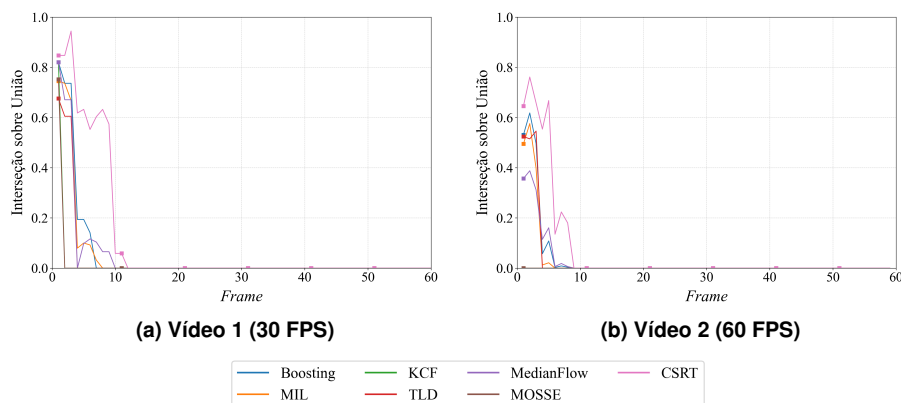 1.0
0.8
0.6
0.4
0.2
0.0
Interseção sobre União
0 10 20 30 40 50 60
Frame
(a) Vídeo 1 (30 FPS)
1.0
0.8
0.6
0.4
0.2
0.0
Interseção sobre União
0 10 20 30 40 50 60
Frame
(b) Vídeo 2 (60 FPS)
Boosting KCF MedianFlow CSRT
MIL TLD MOSSE